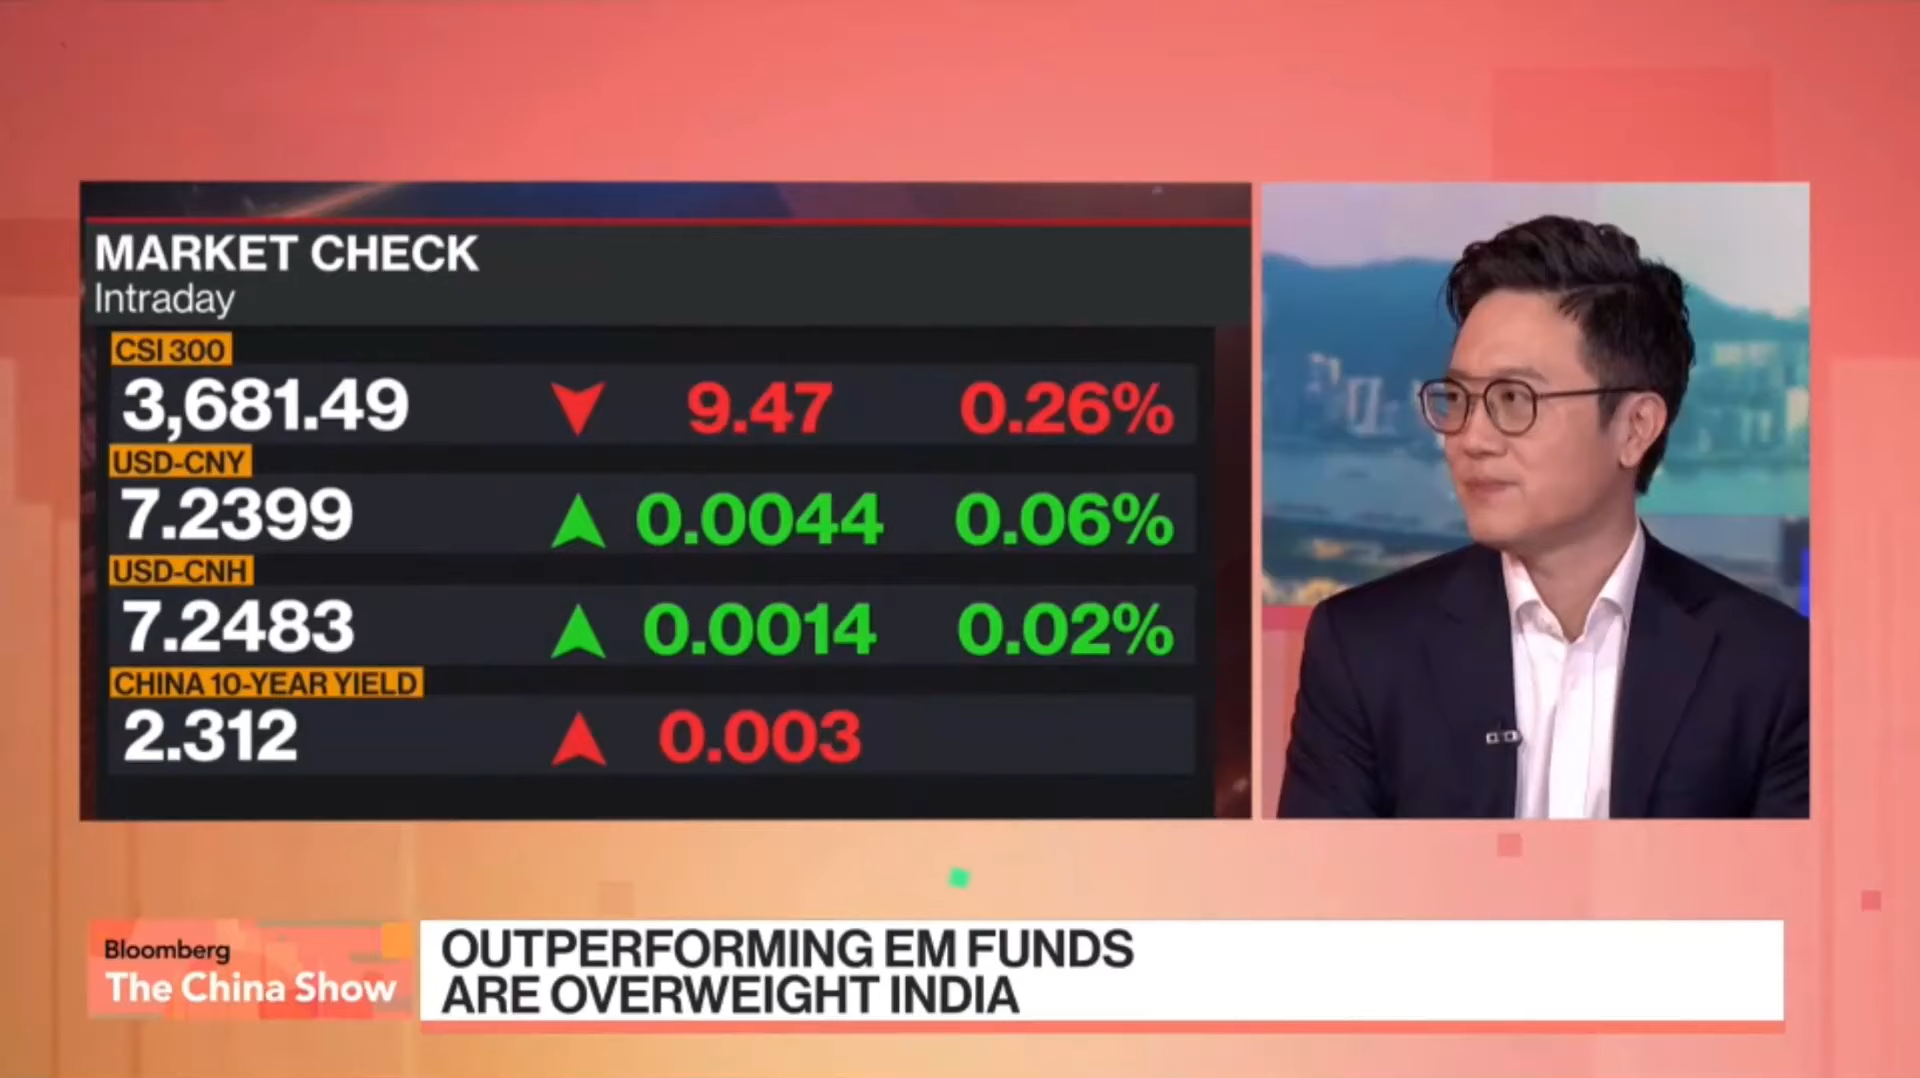 MARKET CHECK
Intraday
CSI 300
3,681.49 9.47 0.26%
USD-CNY
7.2399 0.0044 0.06%
USD-CNH
7.2483 0.0014 0.02%
CHINA 10-YEAR YIELD
2.312 0.003
Bloomberg
The China Show
OUTPERFORMING EM FUNDS
ARE OVERWEIGHT INDIA